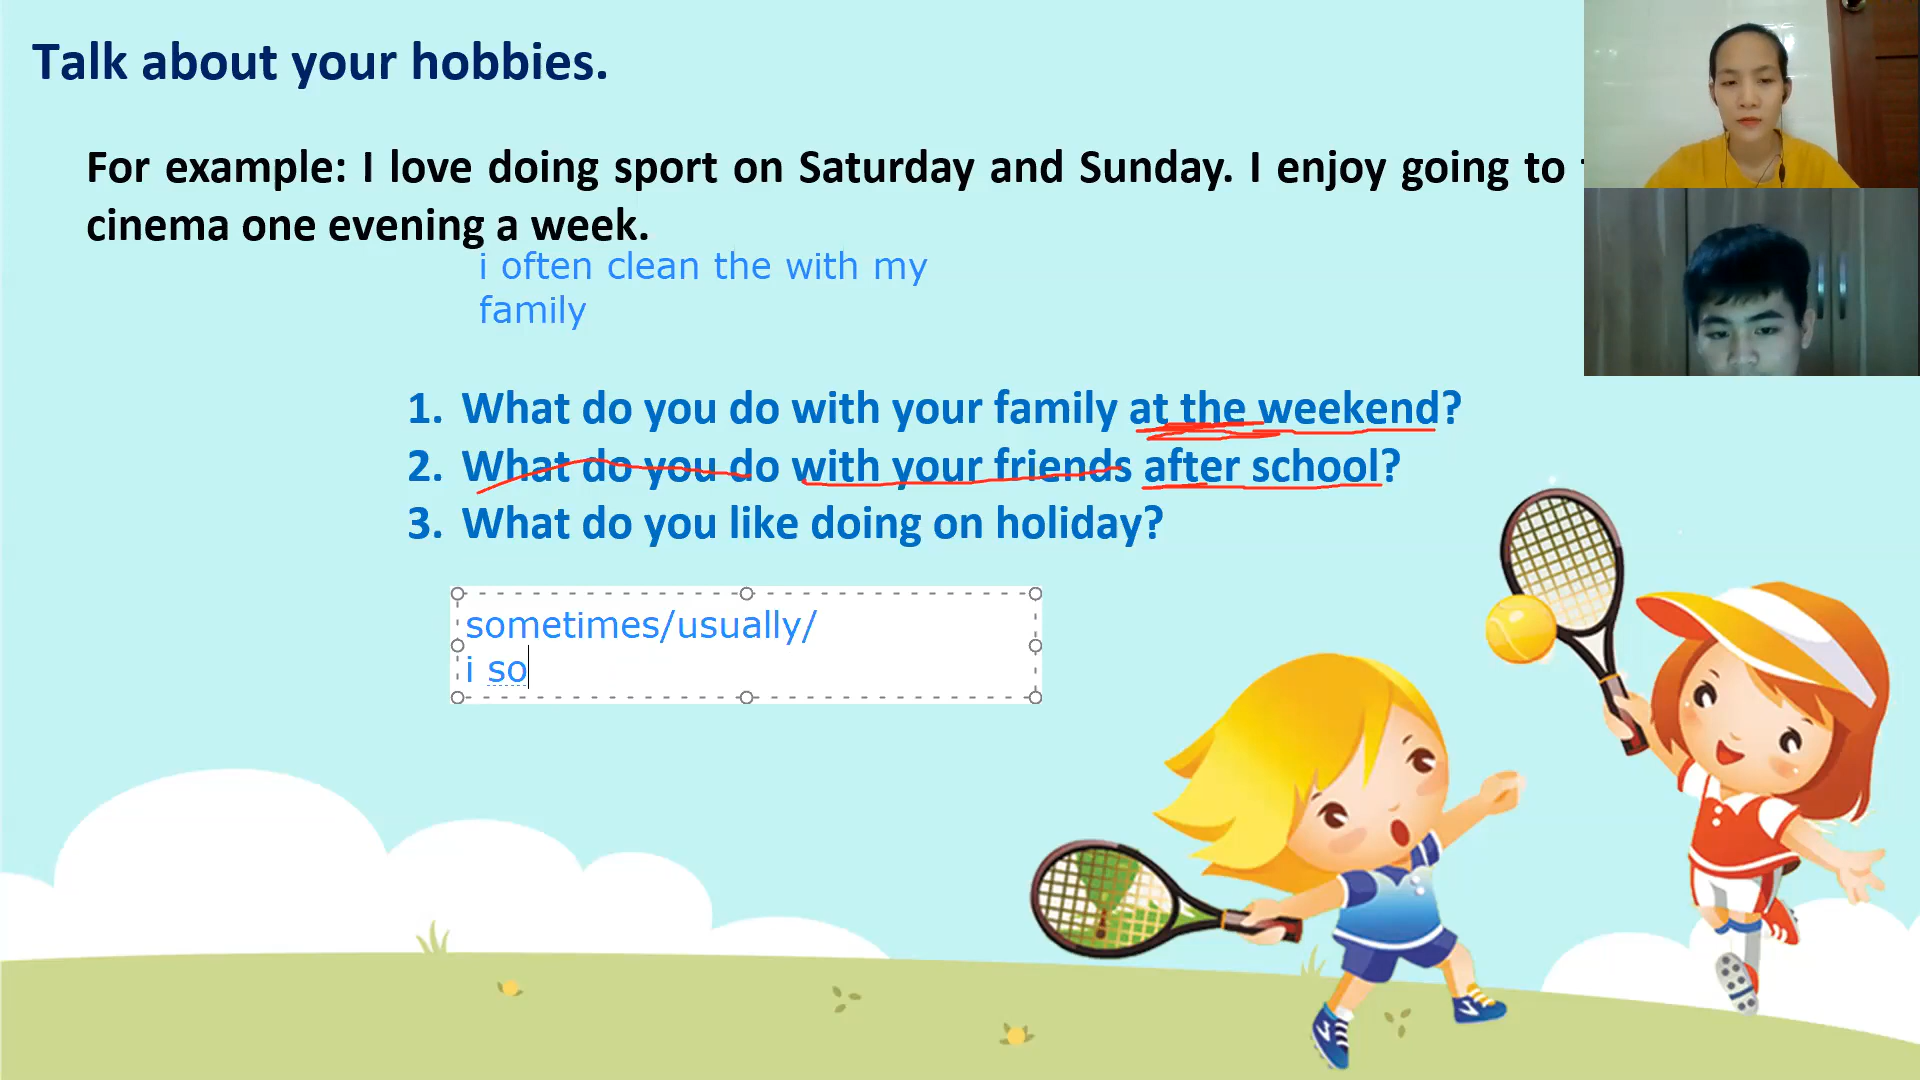 Talk about your hobbies.
For example: I love doing sport on Saturday and Sunday. I enjoy going to
cinema one evening a week.
i often clean the with my
family
1. What do you do with your family at the weekend?
2. What do you do with your friends after school?
3. What do you like doing on holiday?
sometimes/usually/
i so